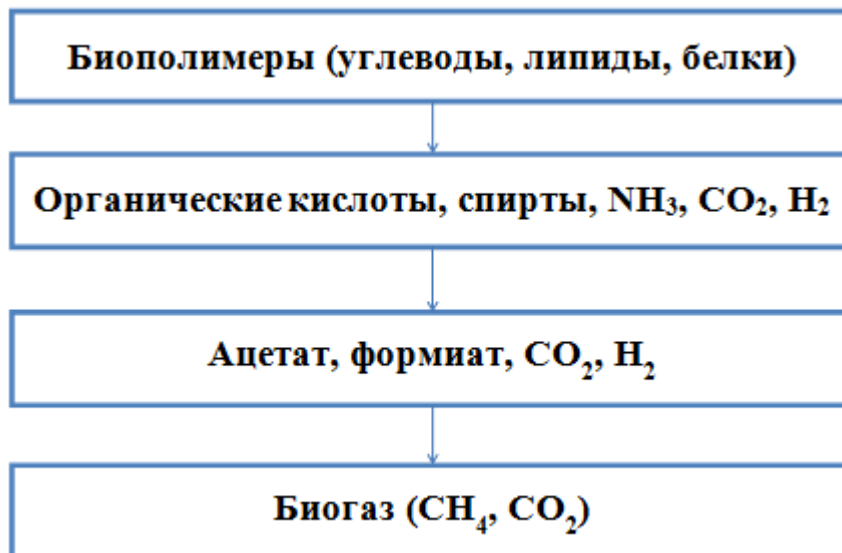 Биополимеры (углеводы, липиды, белки)
Органические кислоты, спирты, NH₃, CO₂, H₂
Ацетат, формиат, CO₂, H₂
Биогаз (CH₄, CO₂)